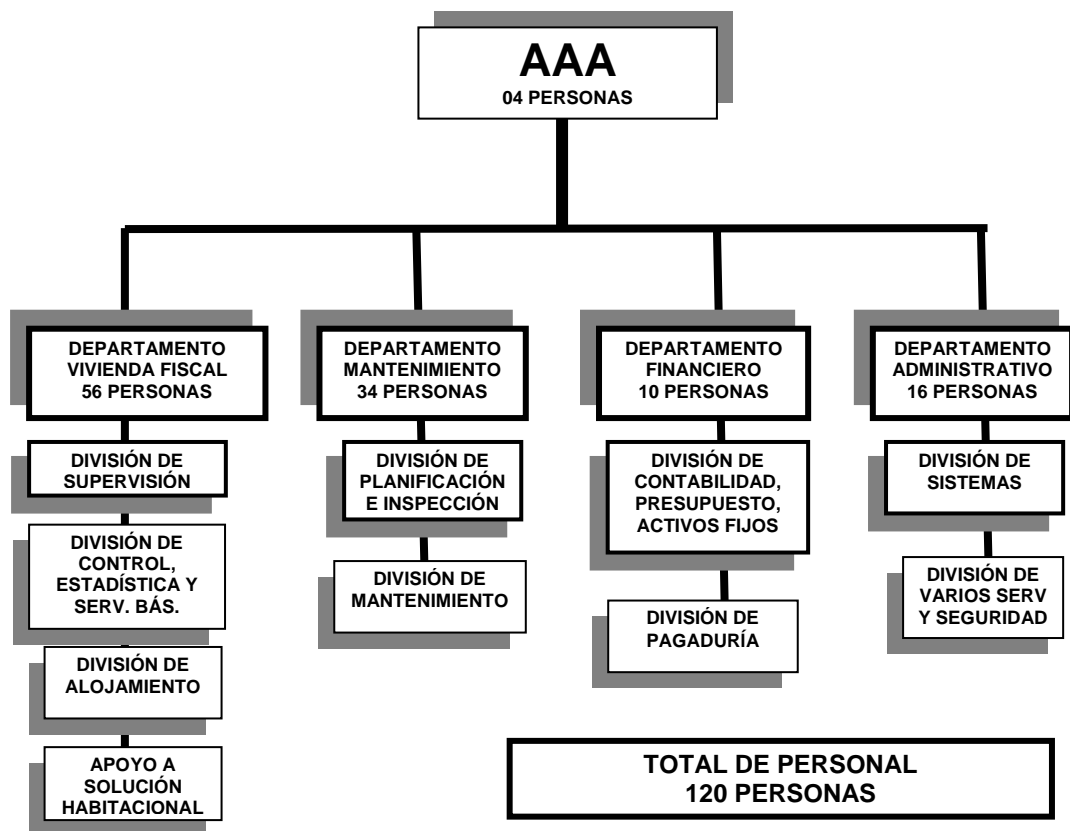 AAA
04 PERSONAS
DEPARTAMENTO
VIVIENDA FISCAL
56 PERSONAS
DEPARTAMENTO
MANTENIMIENTO
34 PERSONAS
DEPARTAMENTO
FINANCIERO
10 PERSONAS
DEPARTAMENTO
ADMINISTRATIVO
16 PERSONAS
DIVISIÓN DE
SUPERVISIÓN
DIVISIÓN DE
PLANIFICACIÓN
E INSPECCIÓN
DIVISIÓN DE
CONTABILIDAD,
PRESUPUESTO,
ACTIVOS FIJOS
DIVISIÓN DE
SISTEMAS
DIVISIÓN DE
CONTROL,
ESTADÍSTICA Y
SERV. BÁS.
DIVISIÓN DE
MANTENIMIENTO
DIVISIÓN DE
PAGADURÍA
DIVISIÓN DE
VARIOS SERV
Y SEGURIDAD
DIVISIÓN DE
ALOJAMIENTO
APOYO A
SOLUCIÓN
HABITACIONAL
TOTAL DE PERSONAL
120 PERSONAS